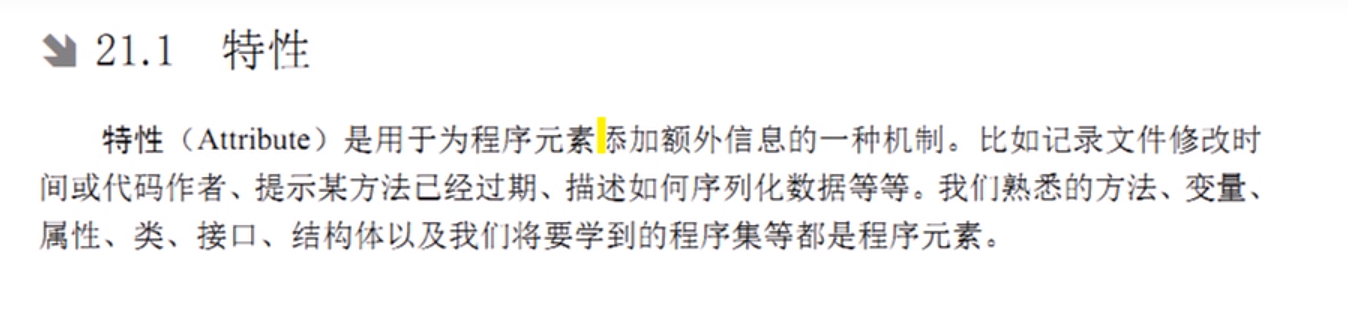 21.1 特性
特性（Attribute）是用于为程序元素添加额外信息的一种机制。比如记录文件修改时
间或代码作者、提示某方法已经过期、描述如何序列化数据等等。我们熟悉的方法、变量、
属性、类、接口、结构体以及我们将要学到的程序集等都是程序元素。